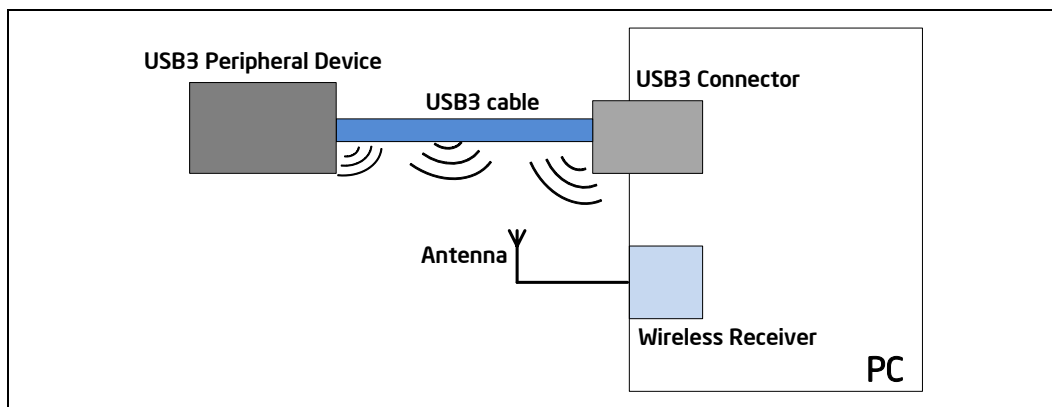 USB3 Peripheral Device
USB3 Connector
USB3 cable
Antenna
Wireless Receiver
PC